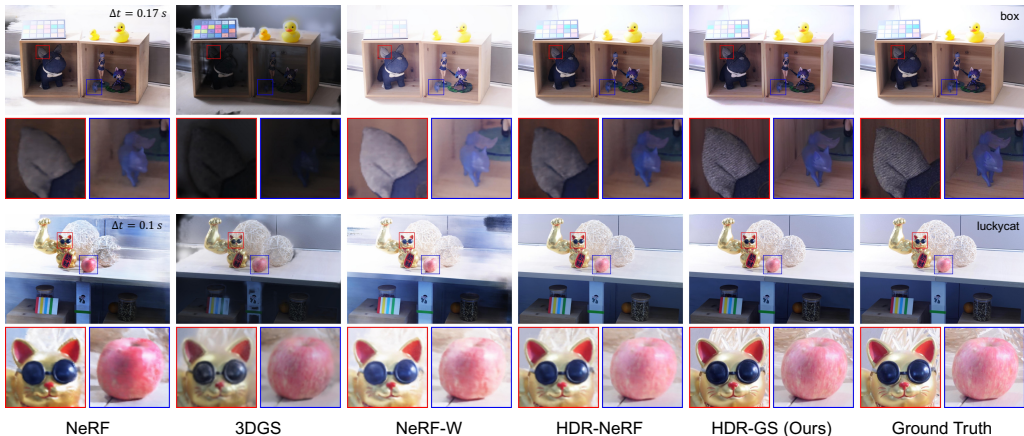 Δt = 0.17 s
box
Δt = 0.1 s
luckycat
NeRF
3DGS
NeRF-W
HDR-NeRF
HDR-GS (Ours)
Ground Truth